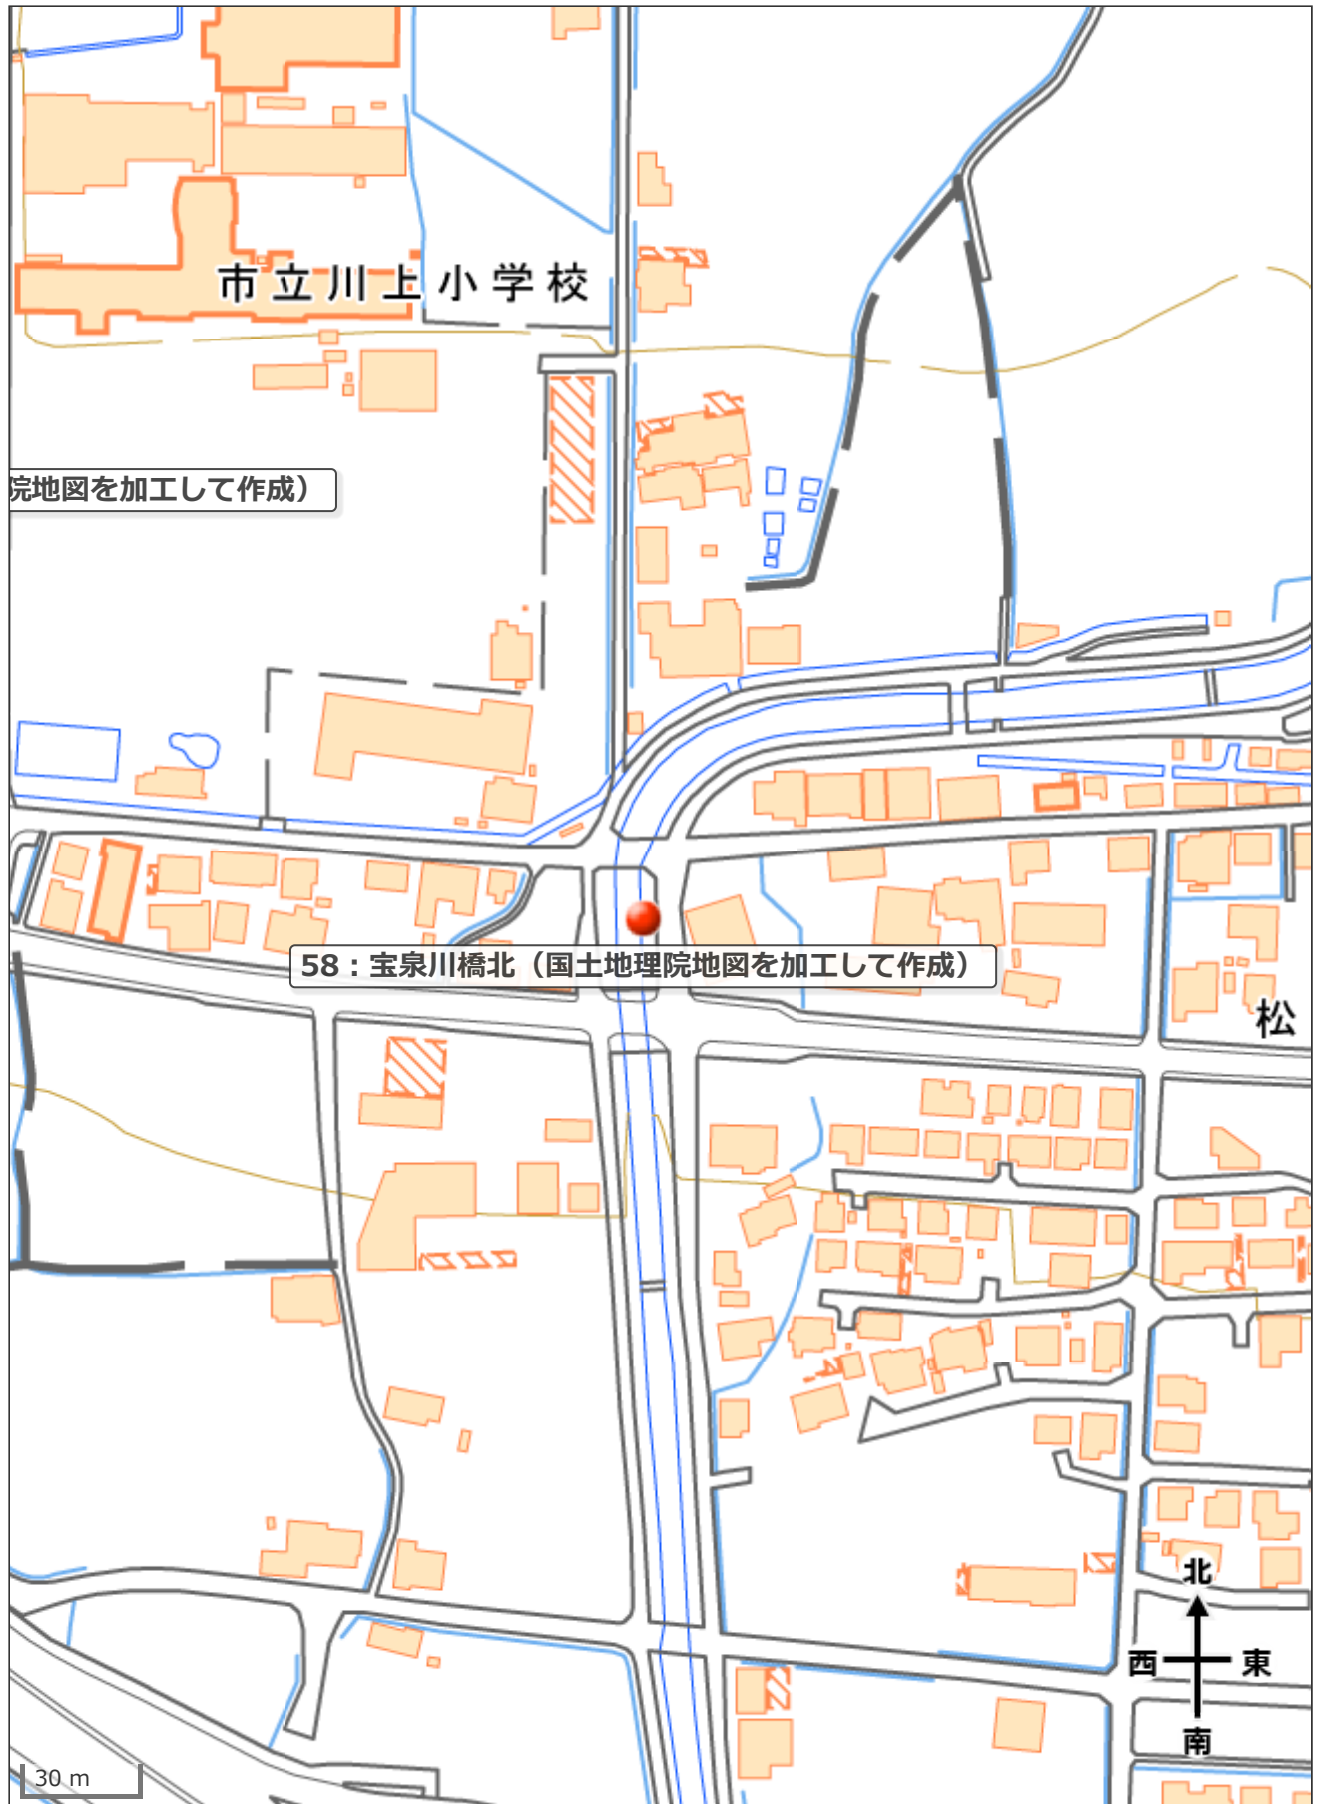 市立川上小学校
院地図を加工して作成）
58：宝泉川橋北（国土地理院地図を加工して作成）
松
北
西 東
南
30 m